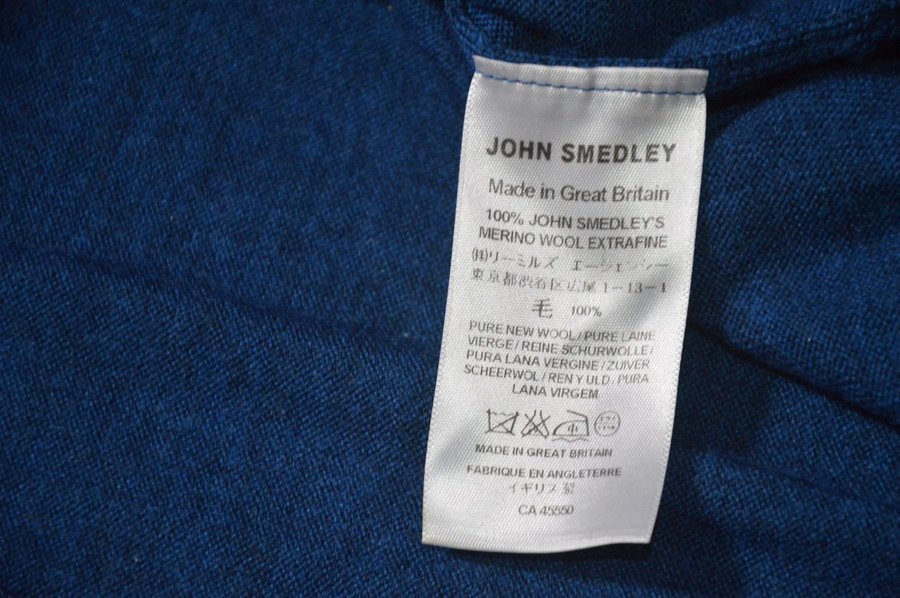 JOHN SMEDLEY
Made in Great Britain
100% JOHN SMEDLEY'S
MERINO WOOL EXTRAFINE
㈱リーミルズ エージェンシー
東京都渋谷区広尾1-13-1
毛 100%
PURE NEW WOOL/PURE LAINE
VIERGE/REINE SCHURWOLLE/
PURA LANA VERGINE/ZUIVER
SCHEERWOL/REN Y ULD/PURA
LANA VIRGEM
MADE IN GREAT BRITAIN
FABRIQUE EN ANGLETERRE
イギリス製
CA 45550